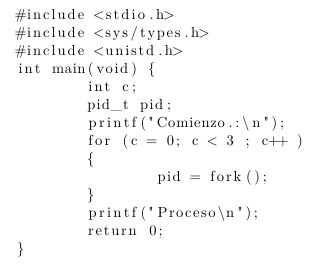 #include <stdio.h>
#include <sys/types.h>
#include <unistd.h>
int main(void) {
int c;
pid_t pid;
printf("Comienzo.:\n");
for (c = 0; c < 3 ; c++ )
{
pid = fork();
}
printf("Proceso\n");
return 0;
}